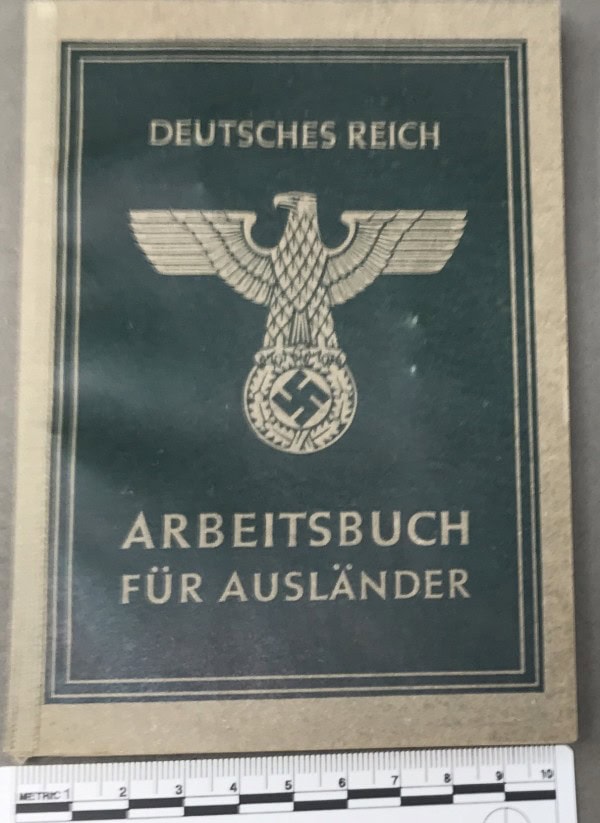 DEUTSCHES REICH
ARBEITSBUCH
FÜR AUSLÄNDER
METRIC 1 2 3 4 5 6 7 8 9 10